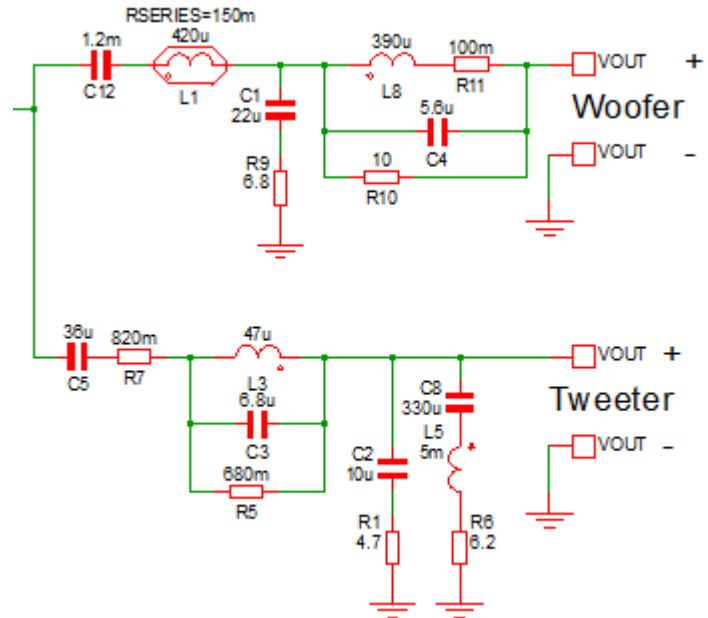 RSERIES=150m
1.2m
420u
C12
L1
C1
22u
R9
6.8
390u
100m
L8
R11
5.6u
C4
10
R10
VOUT +
Woofer
VOUT -
36u
820m
C5
R7
47u
L3
6.8u
C3
680m
R5
C2
10u
R1
4.7
C8
330u
L5
5m
R6
6.2
VOUT +
Tweeter
VOUT -